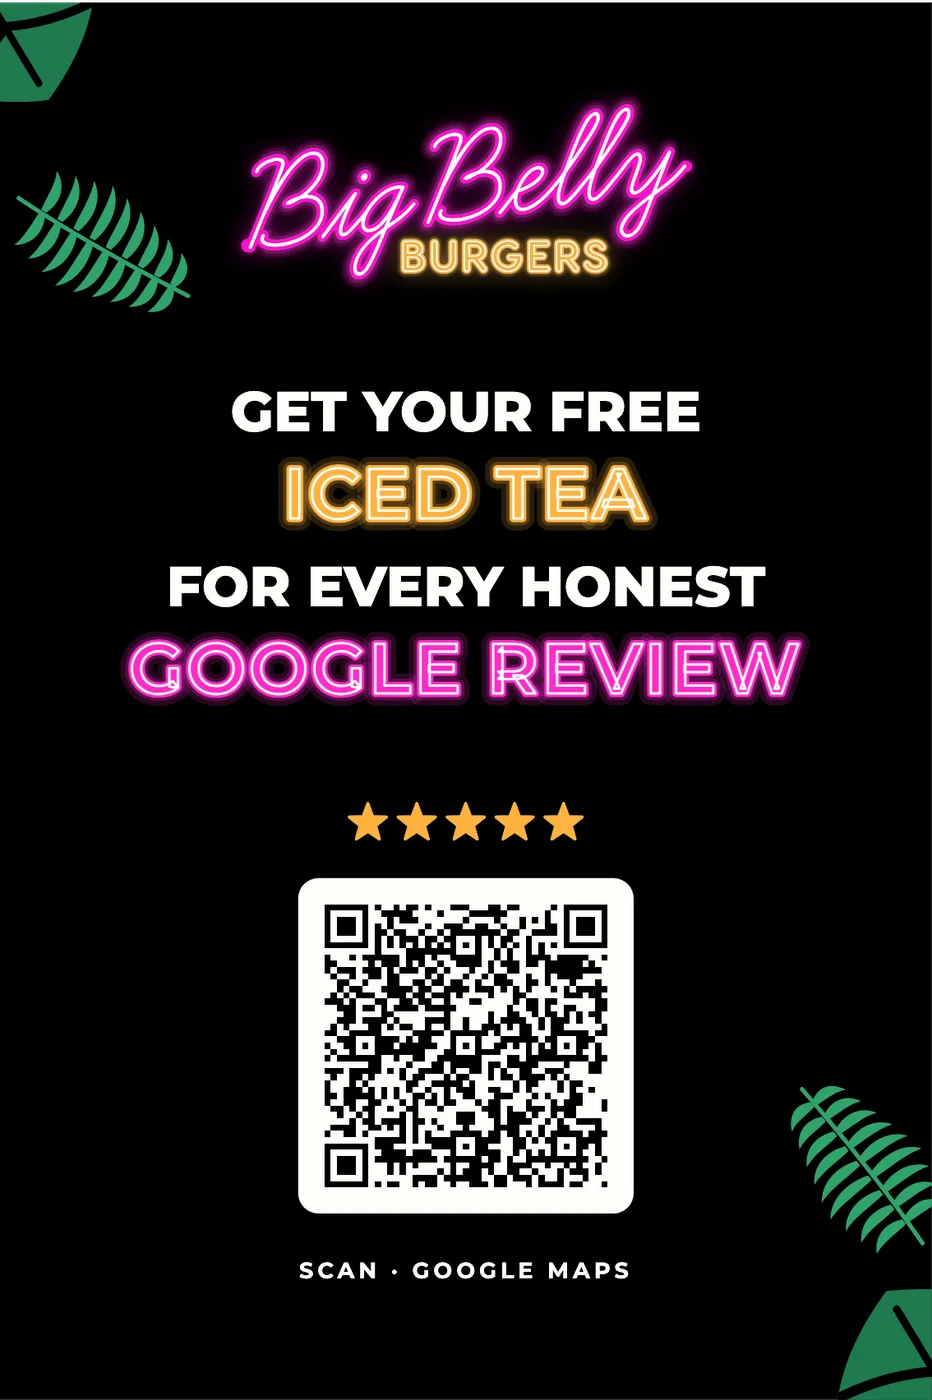 Big Belly
BURGERS
GET YOUR FREE
ICED TEA
FOR EVERY HONEST
GOOGLE REVIEW
SCAN · GOOGLE MAPS